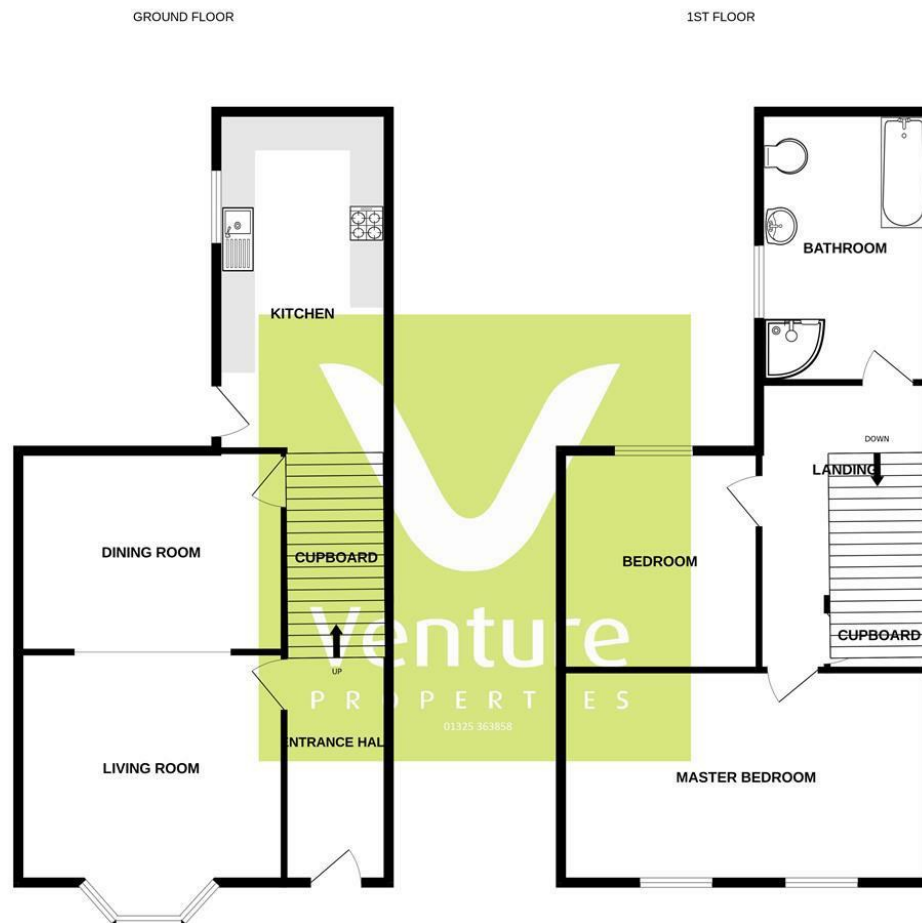 GROUND FLOOR
1ST FLOOR
KITCHEN
BATHROOM
DOWN
LANDING
DINING ROOM
CUPBOARD
BEDROOM
Venture
CUPBOARD
UP
PROPERTIES
01325 363858
ENTRANCE HAL
LIVING ROOM
MASTER BEDROOM